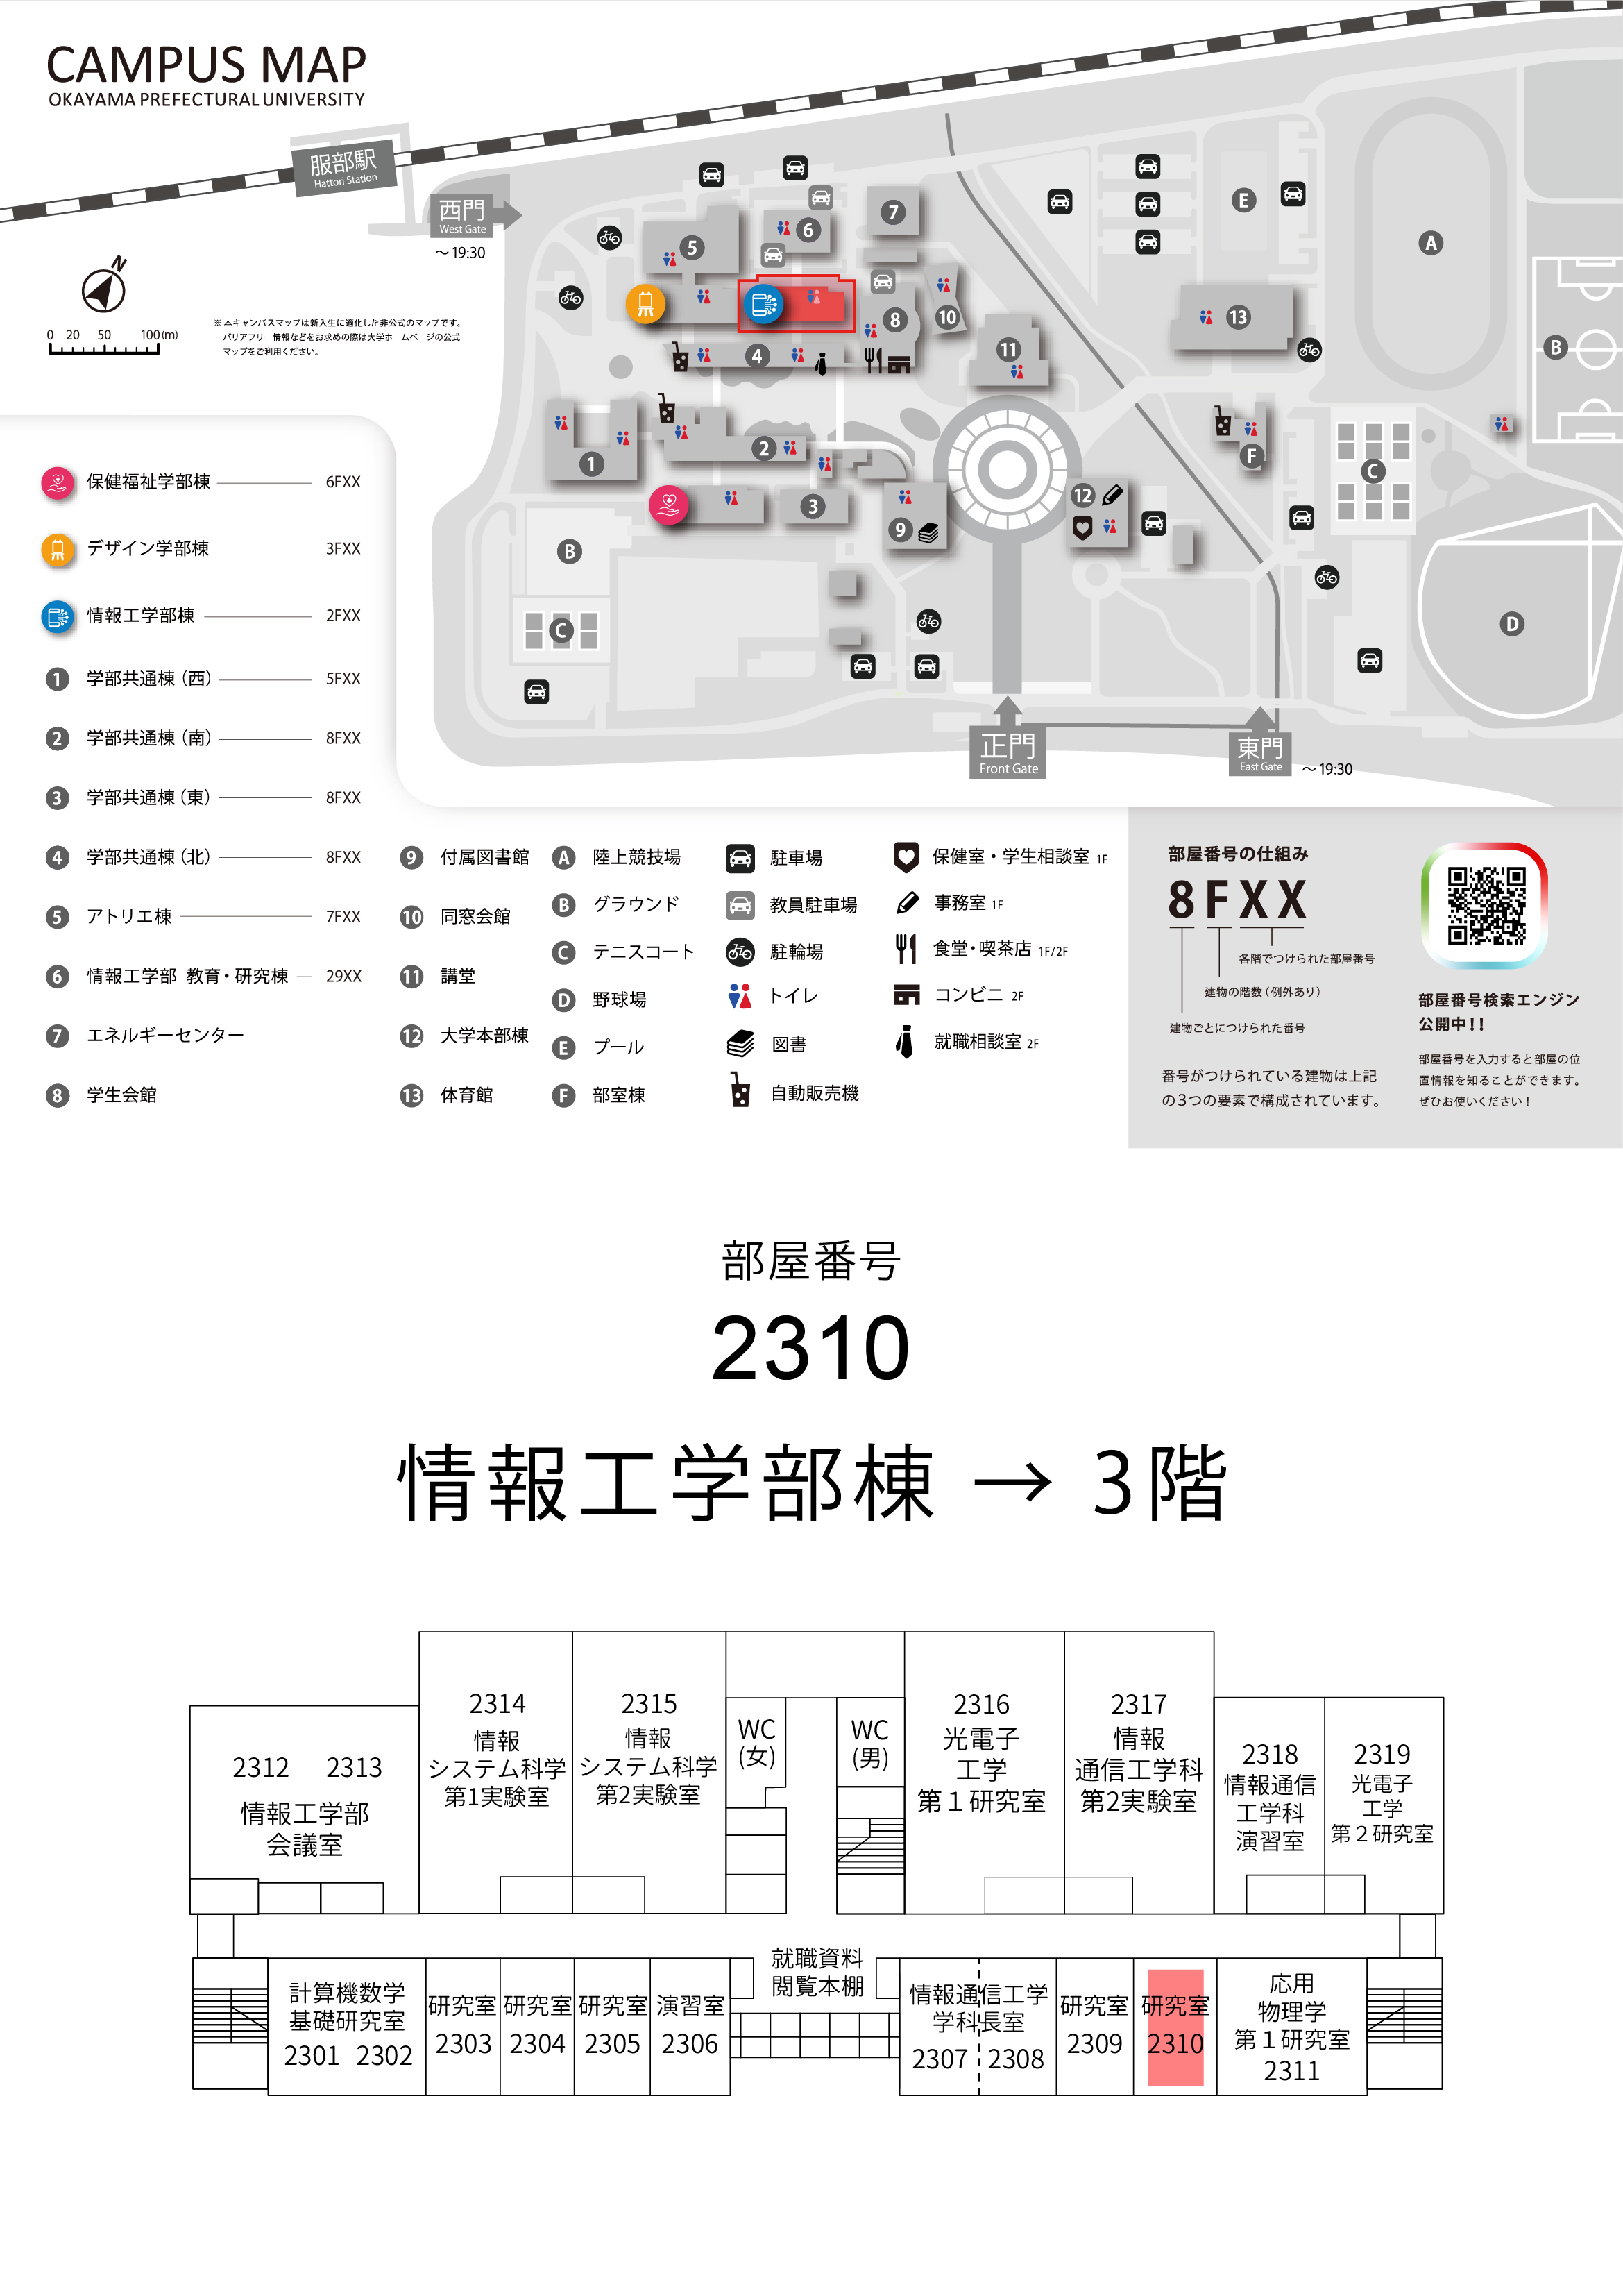 CAMPUS MAP
OKAYAMA PREFECTURAL UNIVERSITY
服部駅
Hattori Station
西門
West Gate
～19:30
N
0 20 50 100(m)
※ 本キャンパスマップは新入生に適化した非公式のマップです。
バリアフリー情報などをお求めの際は大学ホームページの公式
マップをご利用ください。
7
6
5
E
A
8
10
13
11
4
B
1
2
F
C
3
9
12
B
C
D
正門
Front Gate
東門
East Gate
～19:30
保健福祉学部棟 6FXX
デザイン学部棟 3FXX
情報工学部棟 2FXX
1 学部共通棟（西） 5FXX
2 学部共通棟（南） 8FXX
3 学部共通棟（東） 8FXX
4 学部共通棟（北） 8FXX
5 アトリエ棟 7FXX
6 情報工学部 教育・研究棟 29XX
7 エネルギーセンター
8 学生会館
9 付属図書館
10 同窓会館
11 講堂
12 大学本部棟
13 体育館
A 陸上競技場
B グラウンド
C テニスコート
D 野球場
E プール
F 部室棟
駐車場
教員駐車場
駐輪場
トイレ
図書
自動販売機
保健室・学生相談室 1F
事務室 1F
食堂・喫茶店 1F/2F
コンビニ 2F
就職相談室 2F
部屋番号の仕組み
8FXX
各階でつけられた部屋番号
建物の階数（例外あり）
建物ごとにつけられた番号
番号がつけられている建物は上記
の3つの要素で構成されています。
部屋番号検索エンジン
公開中!!
部屋番号を入力すると部屋の位
置情報を知ることができます。
ぜひお使いください！
部屋番号
2310
情報工学部棟 → 3階
2312 2313
情報工学部
会議室
2314
情報
システム科学
第1実験室
2315
情報
システム科学
第2実験室
WC
(女)
WC
(男)
2316
光電子
工学
第１研究室
2317
情報
通信工学科
第2実験室
2318
情報通信
工学科
演習室
2319
光電子
工学
第２研究室
計算機数学
基礎研究室
2301 2302
研究室
2303
研究室
2304
研究室
2305
演習室
2306
就職資料
閲覧本棚
情報通信工学
学科長室
2307 2308
研究室
2309
研究室
2310
応用
物理学
第１研究室
2311